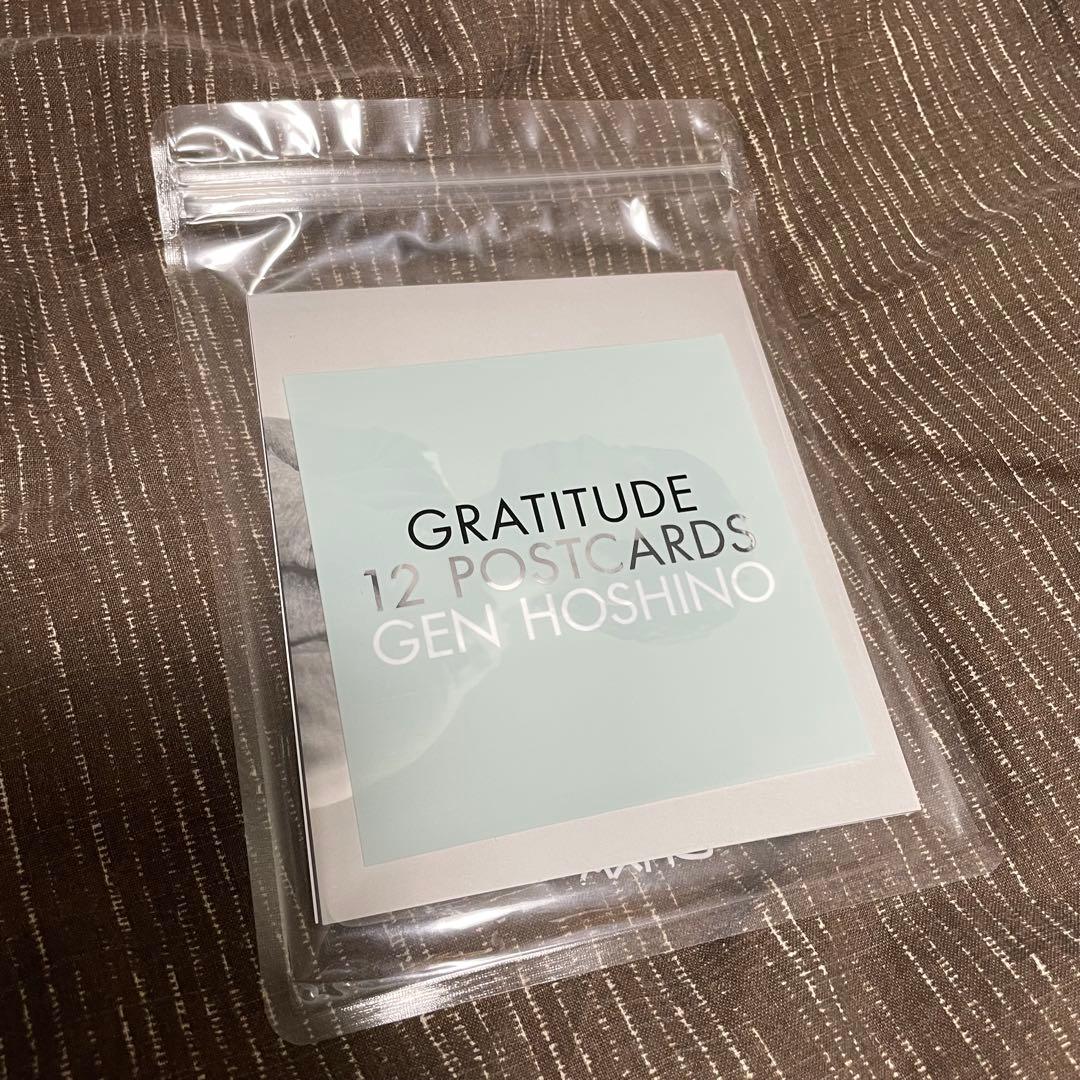 GRATITUDE
12 POSTCARDS
GEN HOSHINO